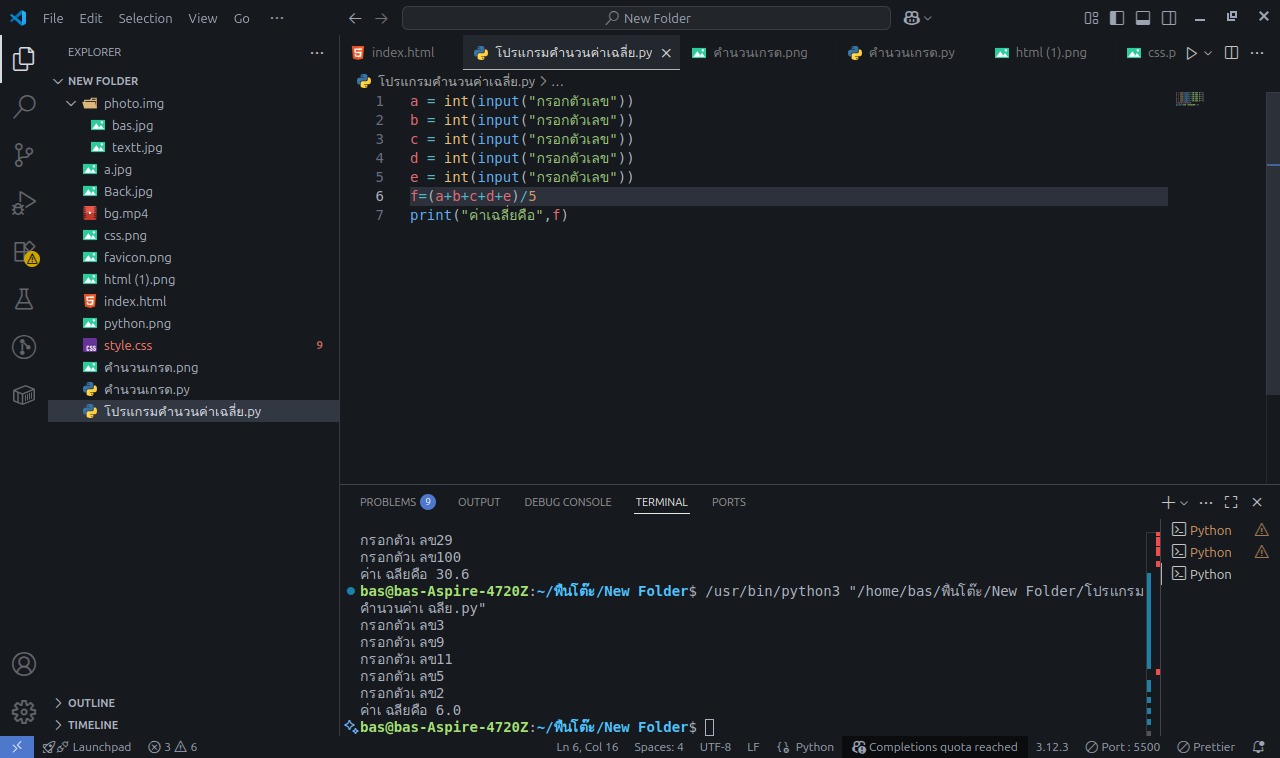 File Edit Selection View Go ··· New Folder
EXPLORER ···
NEW FOLDER
photo.img
bas.jpg
textt.jpg
a.jpg
Back.jpg
bg.mp4
css.png
favicon.png
html (1).png
index.html
python.png
style.css 9
คำนวนเกรด.png
คำนวนเกรด.py
โปรแกรมคำนวนค่าเฉลี่ย.py
OUTLINE
TIMELINE
index.html โปรแกรมคำนวนค่าเฉลี่ย.py คำนวนเกรด.png คำนวนเกรด.py html (1).png css.p
โปรแกรมคำนวนค่าเฉลี่ย.py > ...
1 a = int(input("กรอกตัวเลข"))
2 b = int(input("กรอกตัวเลข"))
3 c = int(input("กรอกตัวเลข"))
4 d = int(input("กรอกตัวเลข"))
5 e = int(input("กรอกตัวเลข"))
6 f=(a+b+c+d+e)/5
7 print("ค่าเฉลี่ยคือ",f)
PROBLEMS 9 OUTPUT DEBUG CONSOLE TERMINAL PORTS
กรอกตัวเลข29
กรอกตัวเลข100
ค่าเฉลี่ยคือ 30.6
bas@bas-Aspire-4720Z:~/พื้นโต๊ะ/New Folder$ /usr/bin/python3 "/home/bas/พื้นโต๊ะ/New Folder/โปรแกรม
คำนวนค่าเฉลี่ย.py"
กรอกตัวเลข3
กรอกตัวเลข9
กรอกตัวเลข11
กรอกตัวเลข5
กรอกตัวเลข2
ค่าเฉลี่ยคือ 6.0
bas@bas-Aspire-4720Z:~/พื้นโต๊ะ/New Folder$
Python
Python
Python
Launchpad 3 6 Ln 6, Col 16 Spaces: 4 UTF-8 LF Python Completions quota reached 3.12.3 Port : 5500 Prettier